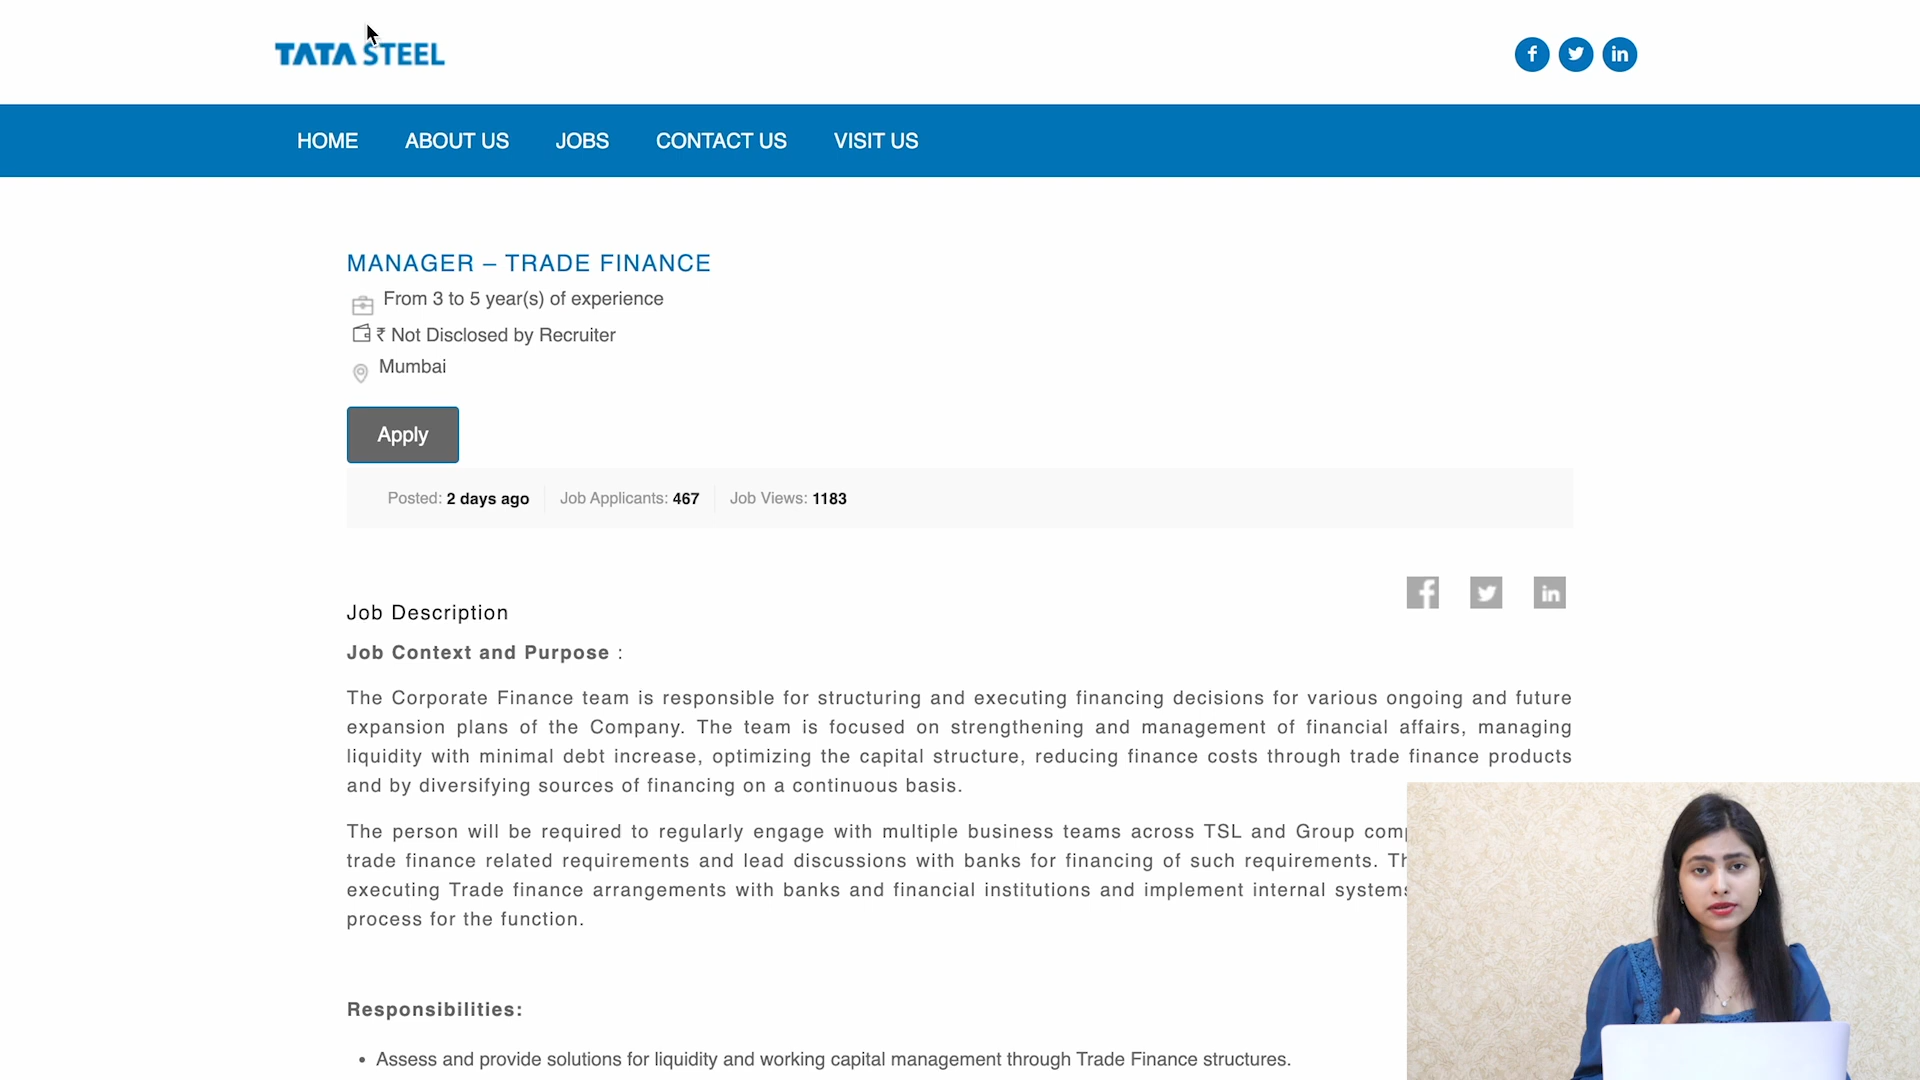 TATA STEEL
HOME ABOUT US JOBS CONTACT US VISIT US
MANAGER – TRADE FINANCE
From 3 to 5 year(s) of experience
₹ Not Disclosed by Recruiter
Mumbai
Apply
Posted: 2 days ago Job Applicants: 467 Job Views: 1183
Job Description
Job Context and Purpose :
The Corporate Finance team is responsible for structuring and executing financing decisions for various ongoing and future
expansion plans of the Company. The team is focused on strengthening and management of financial affairs, managing
liquidity with minimal debt increase, optimizing the capital structure, reducing finance costs through trade finance products
and by diversifying sources of financing on a continuous basis.
The person will be required to regularly engage with multiple business teams across TSL and Group
trade finance related requirements and lead discussions with banks for financing of such requirements.
executing Trade finance arrangements with banks and financial institutions and implement internal systems
process for the function.
Responsibilities:
• Assess and provide solutions for liquidity and working capital management through Trade Finance structures.